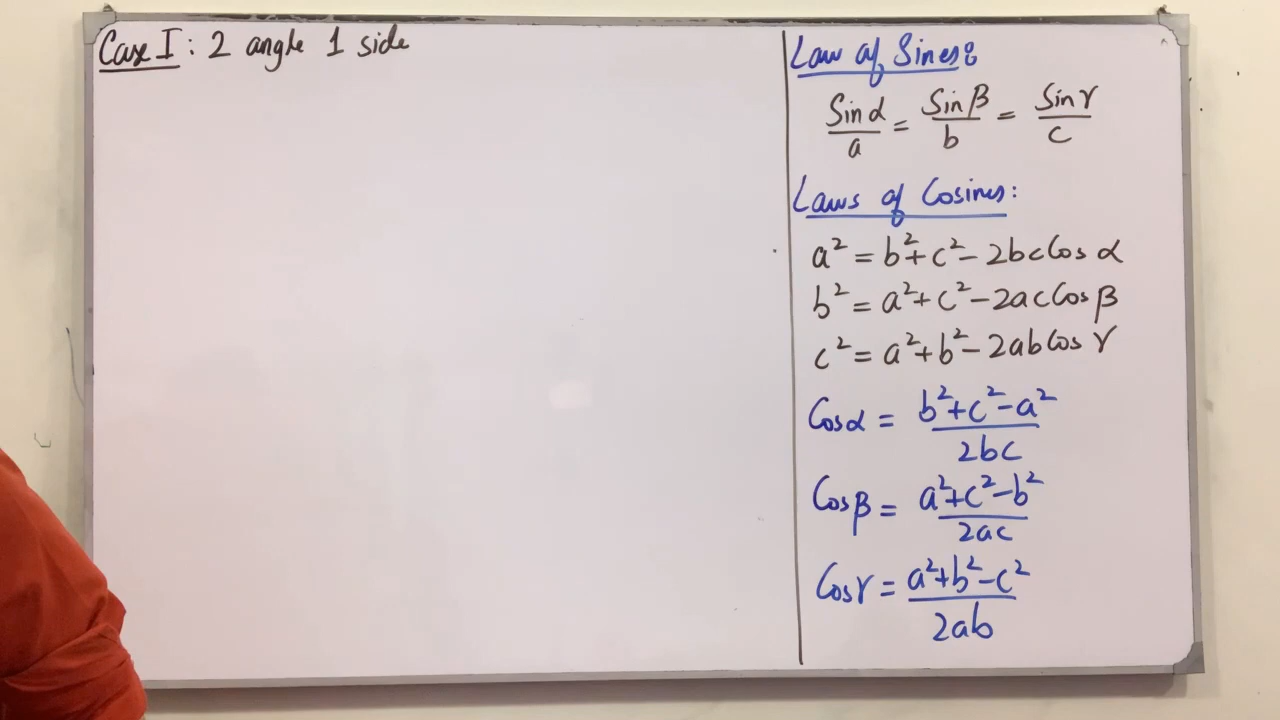 Case I : 2 angle 1 side
Law of Sines:
Sin α / a = Sin β / b = Sin γ / c
Laws of Cosines:
a² = b² + c² - 2bc Cos α
b² = a² + c² - 2ac Cos β
c² = a² + b² - 2ab Cos γ
Cos α = b² + c² - a² / 2bc
Cos β = a² + c² - b² / 2ac
Cos γ = a² + b² - c² / 2ab